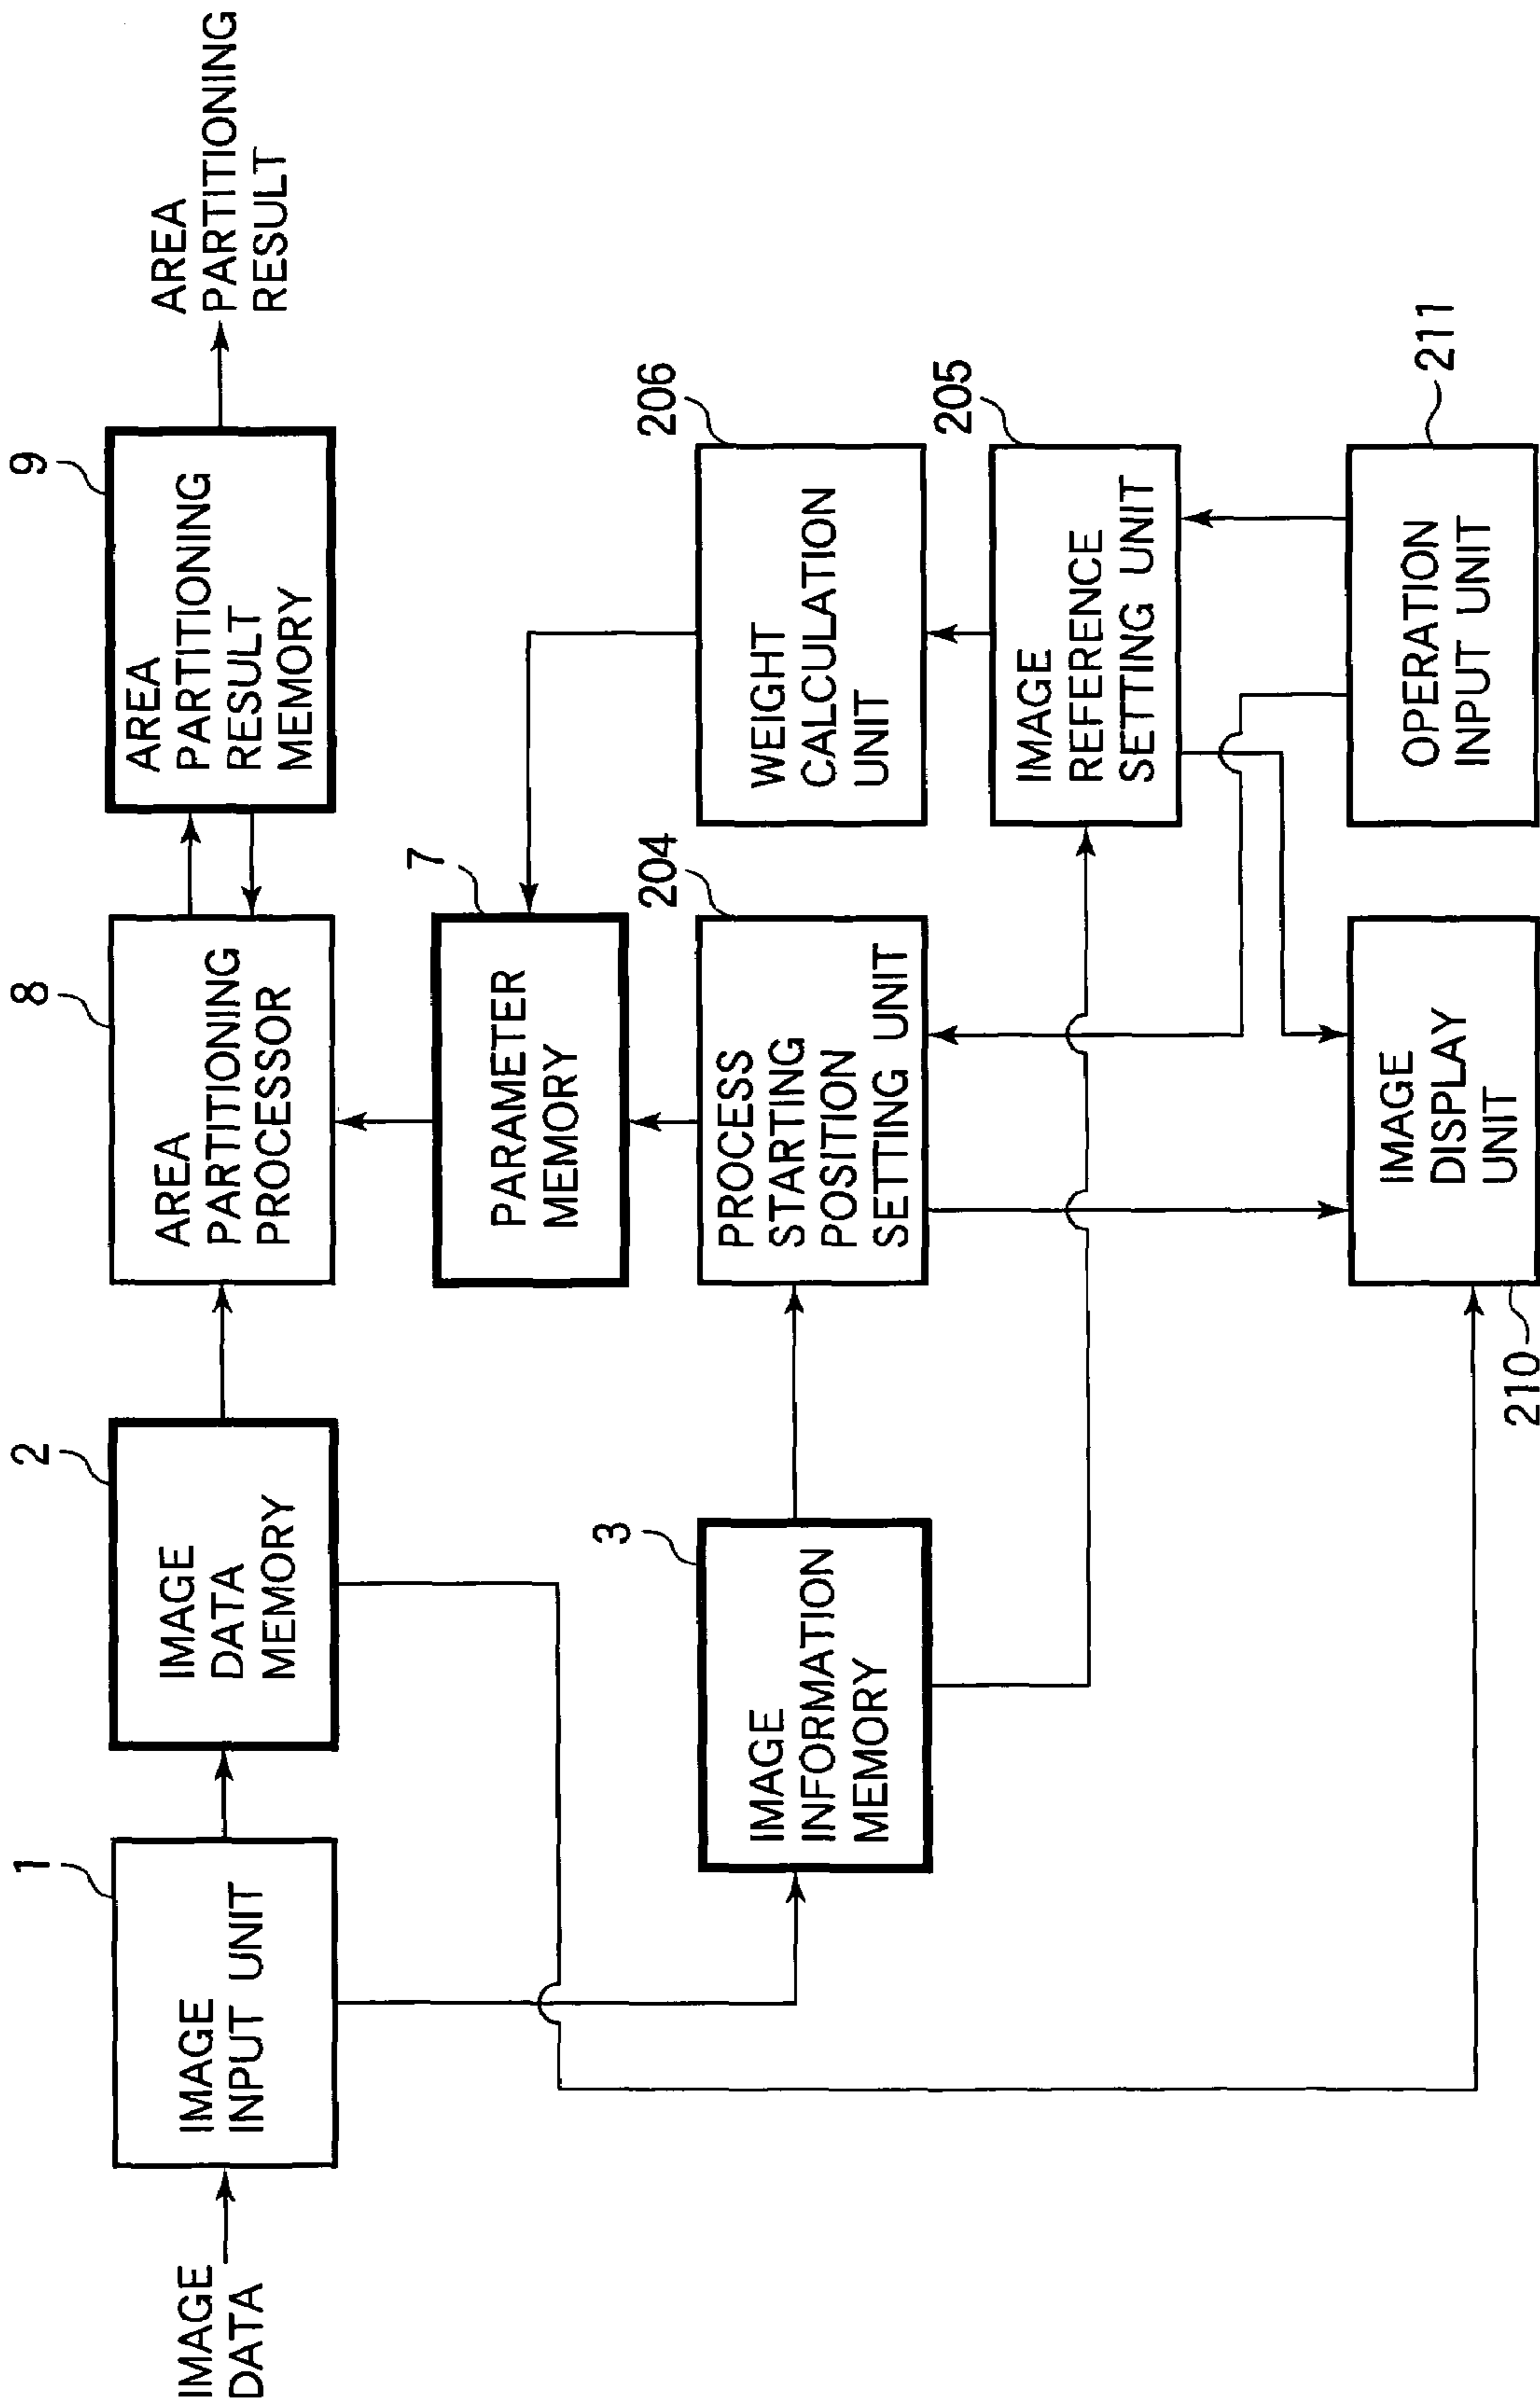 IMAGE
DATA
1
IMAGE
INPUT UNIT
2
IMAGE
DATA
MEMORY
8
AREA
PARTITIONING
PROCESSOR
9
AREA
PARTITIONING
RESULT
MEMORY
AREA
PARTITIONING
RESULT
7
PARAMETER
MEMORY
3
IMAGE
INFORMATION
MEMORY
204
PROCESS
STARTING
POSITION
SETTING UNIT
206
WEIGHT
CALCULATION
UNIT
205
IMAGE
REFERENCE
SETTING UNIT
210
IMAGE
DISPLAY
UNIT
211
OPERATION
INPUT UNIT